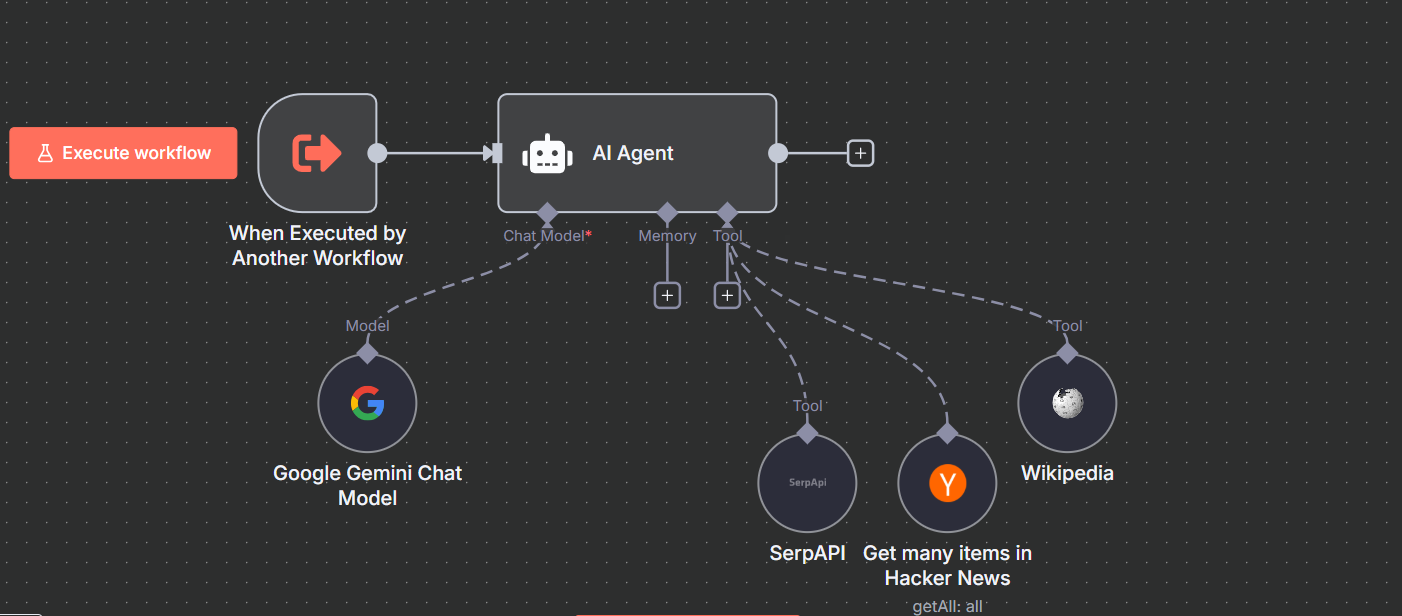 Execute workflow
AI Agent
When Executed by
Another Workflow
Chat Model*
Memory
Tool
Model
Tool
Tool
SerpApi
Google Gemini Chat
Model
Wikipedia
SerpAPI
Get many items in
Hacker News
getAll: all